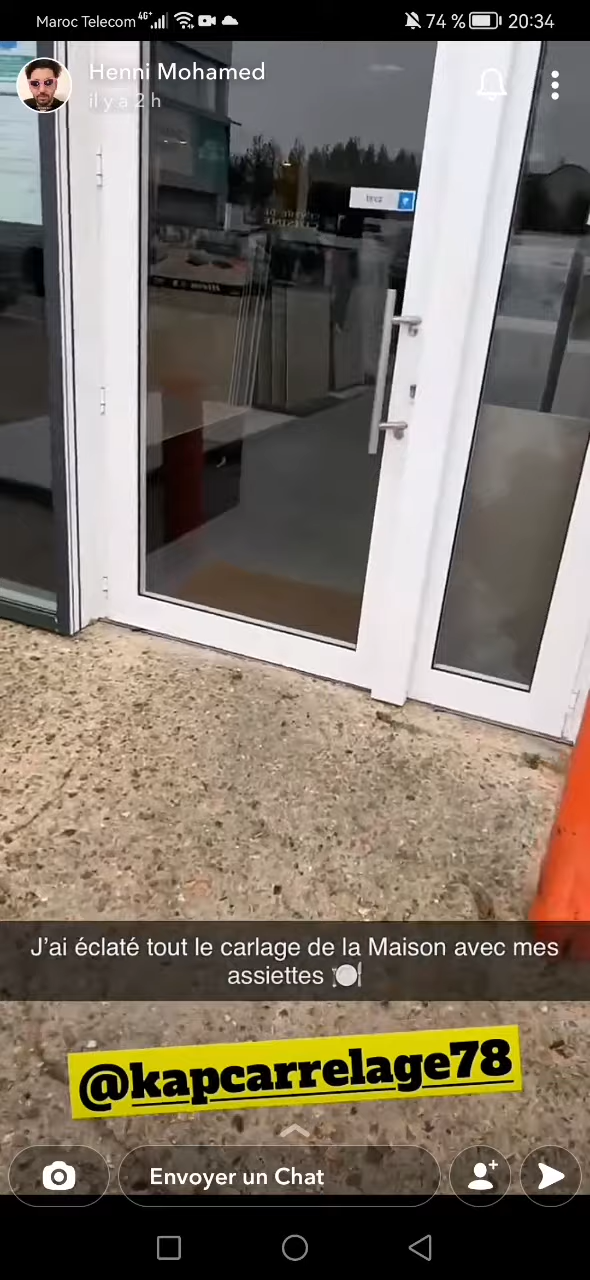 Maroc Telecom 4G+ 74 % 20:34
Henni Mohamed
il y a 2 h
J'ai éclaté tout le carlage de la Maison avec mes
assiettes 🍽
@kapcarrelage78
Envoyer un Chat